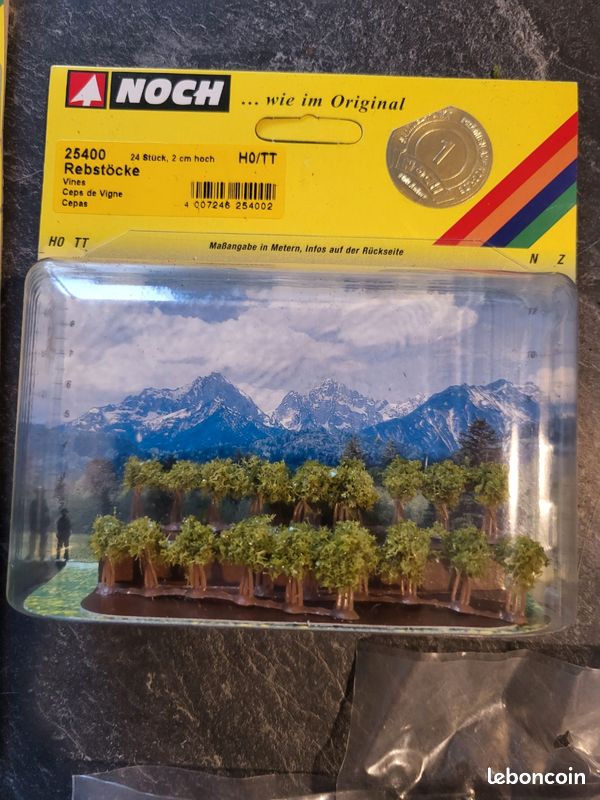 NOCH ... wie im Original
25400 24 Stück, 2 cm hoch H0/TT
Rebstöcke
Vines
Ceps de Vigne
Cepas
4 007246 254002
1
H0 TT
Maßangabe in Metern, Infos auf der Rückseite
N Z
leboncoin